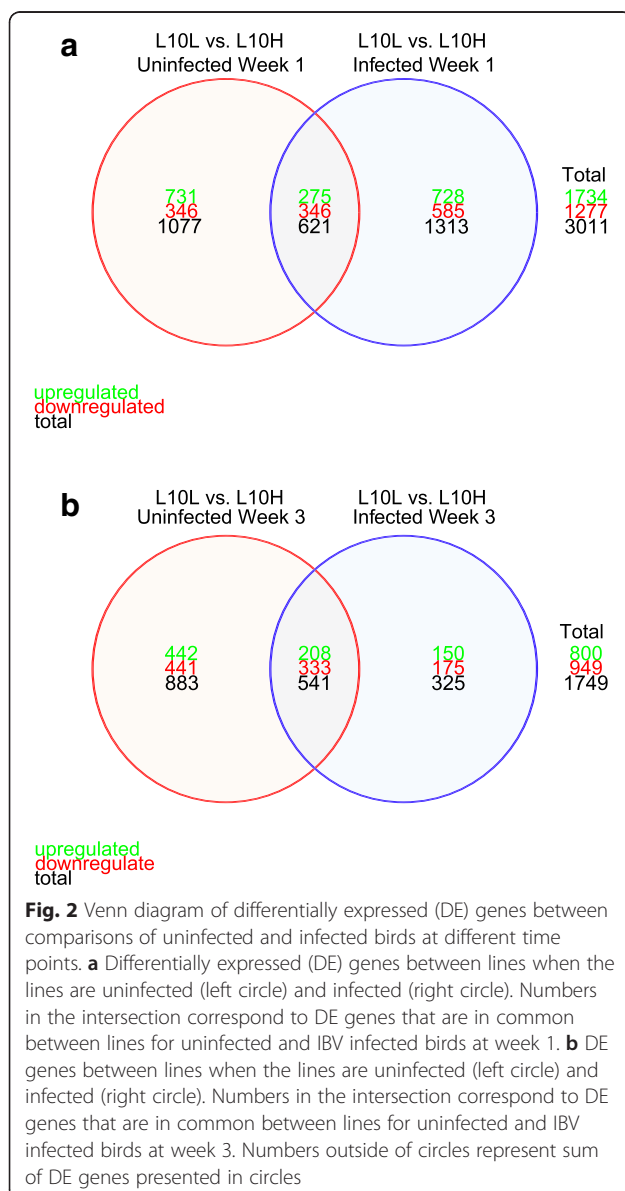 a
L10L vs. L10H
Uninfected Week 1
L10L vs. L10H
Infected Week 1
731
346
1077
275
346
621
728
585
1313
Total
1734
1277
3011
upregulated
downregulated
total
b
L10L vs. L10H
Uninfected Week 3
L10L vs. L10H
Infected Week 3
442
441
883
208
333
541
150
175
325
Total
800
949
1749
upregulated
downregulate
total
Fig. 2 Venn diagram of differentially expressed (DE) genes between
comparisons of uninfected and infected birds at different time
points. a Differentially expressed (DE) genes between lines when the
lines are uninfected (left circle) and infected (right circle). Numbers
in the intersection correspond to DE genes that are in common
between lines for uninfected and IBV infected birds at week 1. b DE
genes between lines when the lines are uninfected (left circle) and
infected (right circle). Numbers in the intersection correspond to DE
genes that are in common between lines for uninfected and IBV
infected birds at week 3. Numbers outside of circles represent sum
of DE genes presented in circles